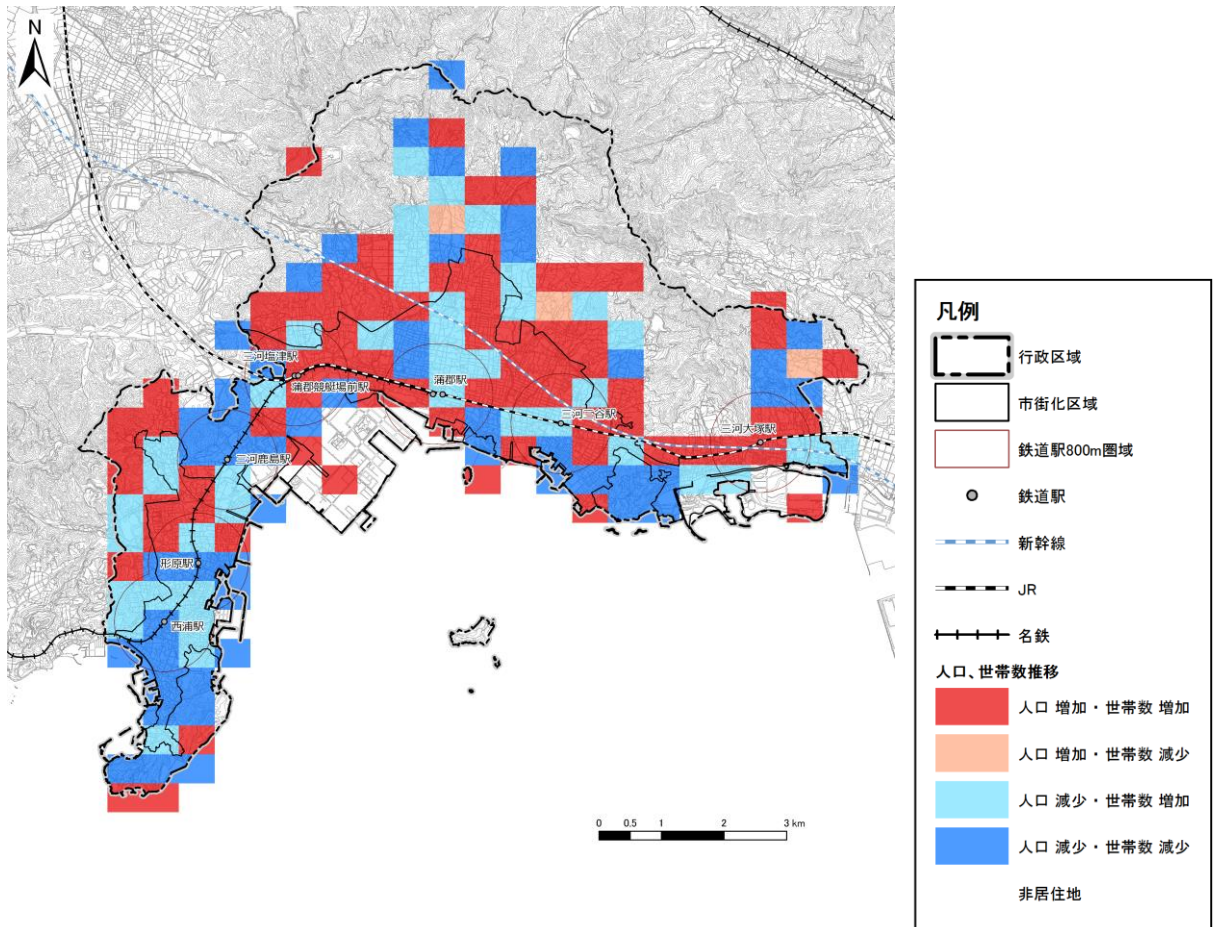 N
三河塩津駅
蒲郡競艇場前駅
蒲郡駅
三河三谷駅
三河大塚駅
三河鹿島駅
形原駅
西浦駅
0 0.5 1 2 3 km
凡例
行政区域
市街化区域
鉄道駅800m圏域
鉄道駅
新幹線
JR
名鉄
人口、世帯数推移
人口 増加・世帯数 増加
人口 増加・世帯数 減少
人口 減少・世帯数 増加
人口 減少・世帯数 減少
非居住地